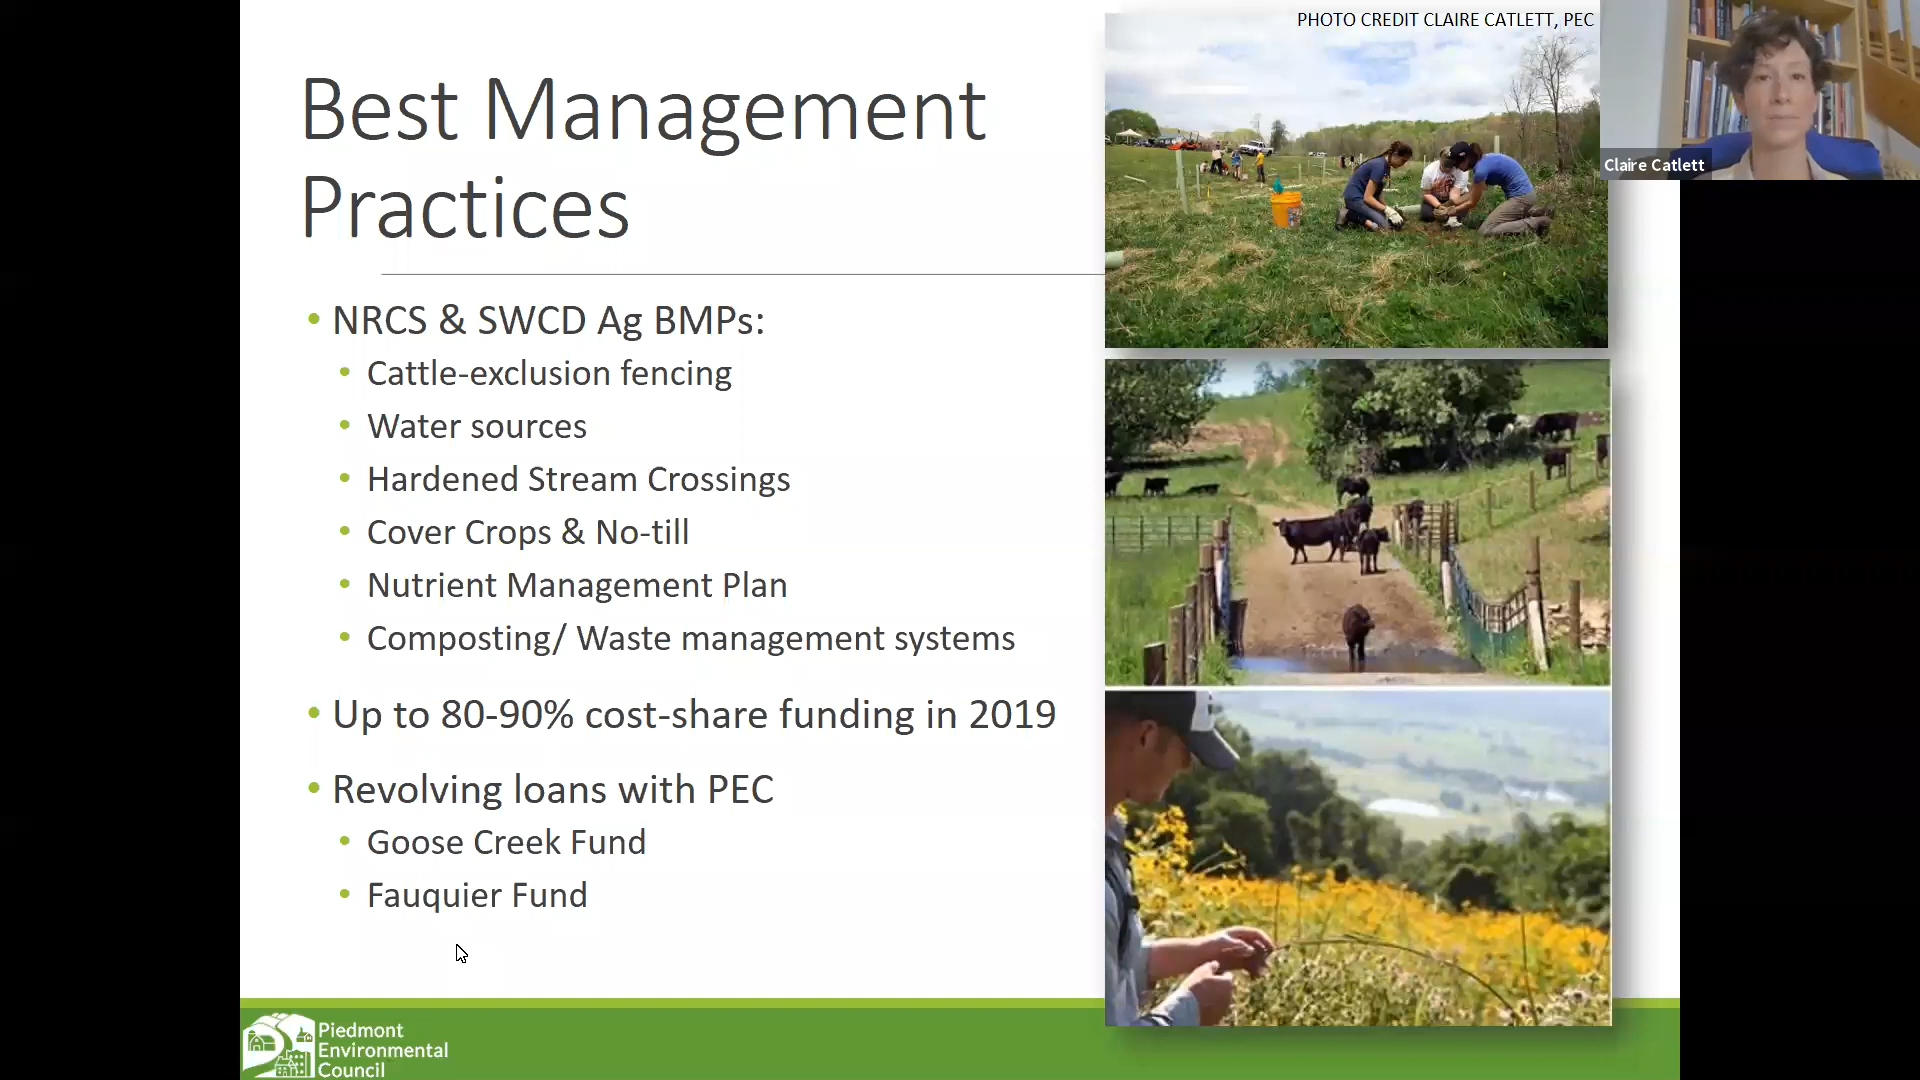 PHOTO CREDIT CLAIRE CATLETT, PEC
Claire Catlett
Best Management
Practices
• NRCS & SWCD Ag BMPs:
• Cattle-exclusion fencing
• Water sources
• Hardened Stream Crossings
• Cover Crops & No-till
• Nutrient Management Plan
• Composting/ Waste management systems
• Up to 80-90% cost-share funding in 2019
• Revolving loans with PEC
• Goose Creek Fund
• Fauquier Fund
Piedmont
Environmental
Council